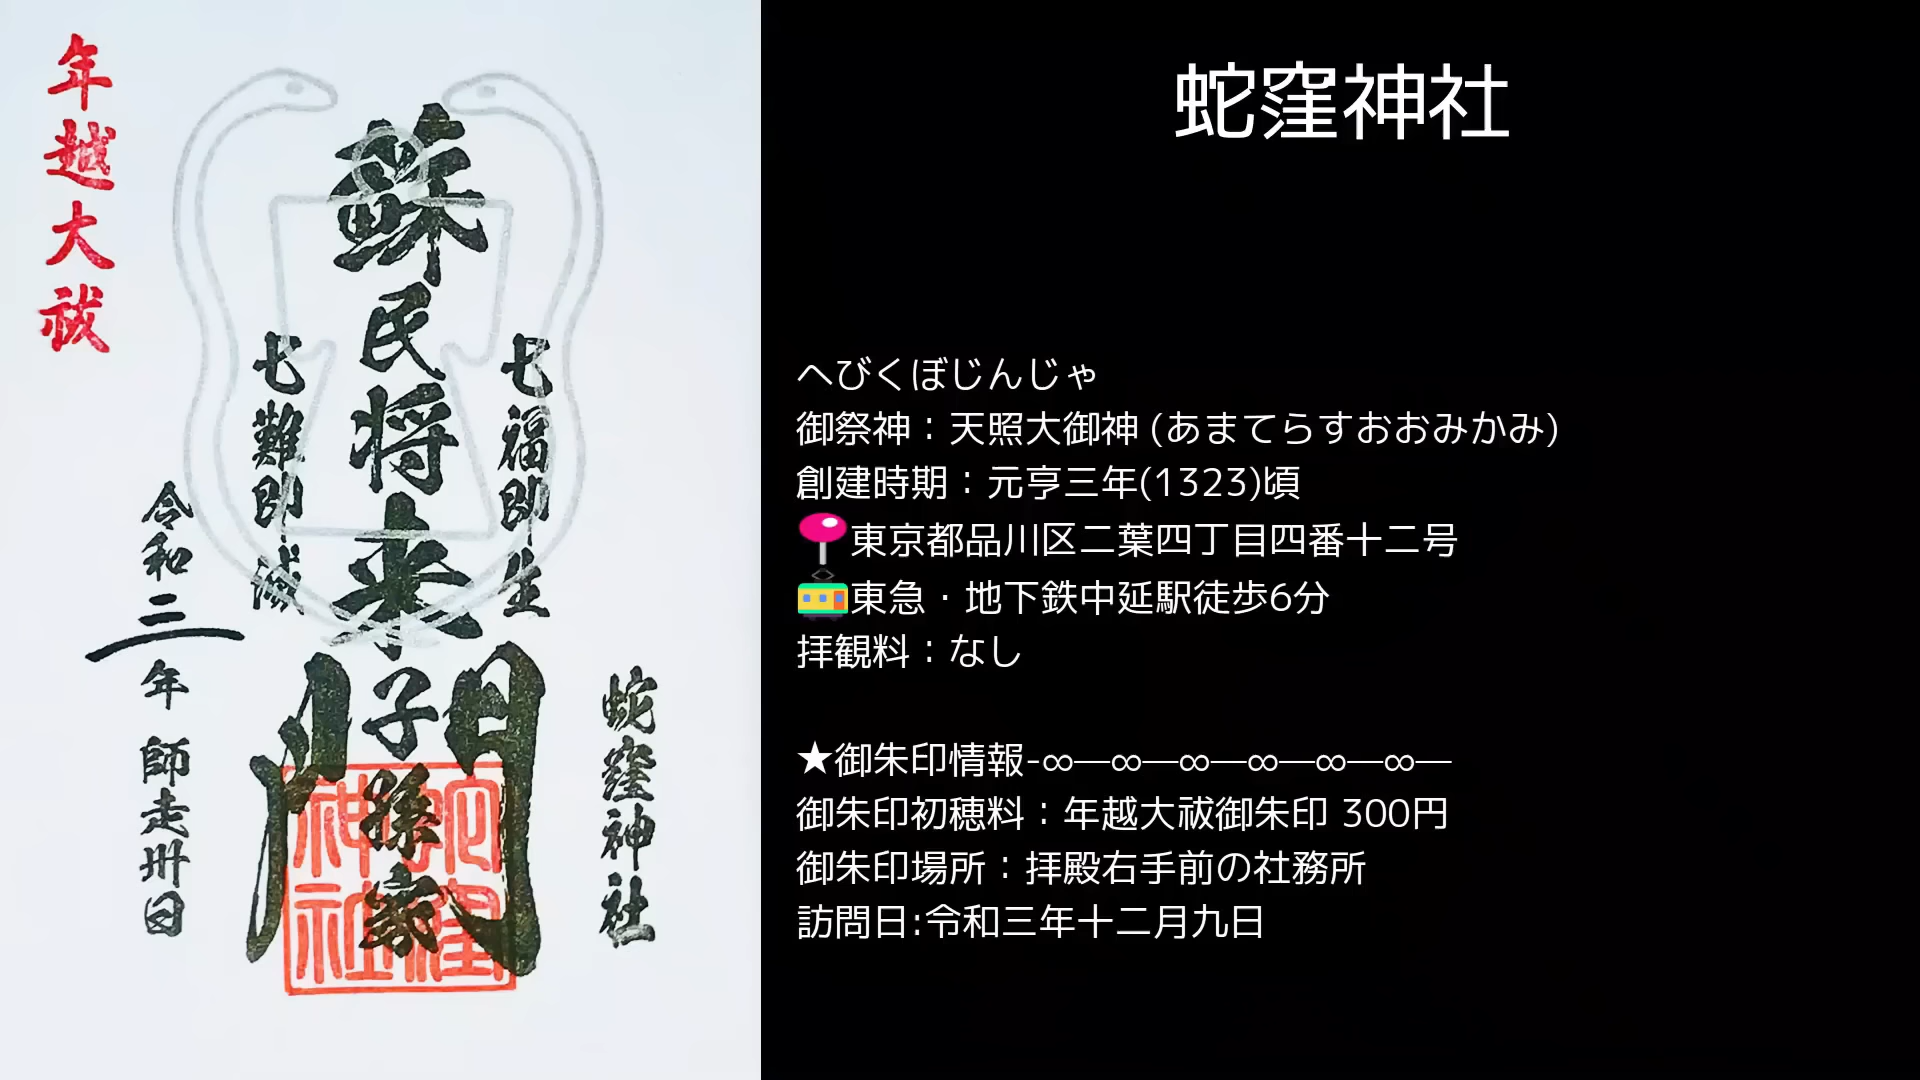 年越大祓
蘇民将来子孫家門
七福即生
七難即滅
令和三年 師走卅日
蛇窪神社
蛇窪神社
蛇窪神社
へびくぼじんじゃ
御祭神：天照大御神 (あまてらすおおみかみ)
創建時期：元亨三年(1323)頃
📍東京都品川区二葉四丁目四番十二号
🚋東急・地下鉄中延駅徒歩6分
拝観料：なし
★御朱印情報-∞—∞—∞—∞—∞—∞—
御朱印初穂料：年越大祓御朱印 300円
御朱印場所：拝殿右手前の社務所
訪問日:令和三年十二月九日